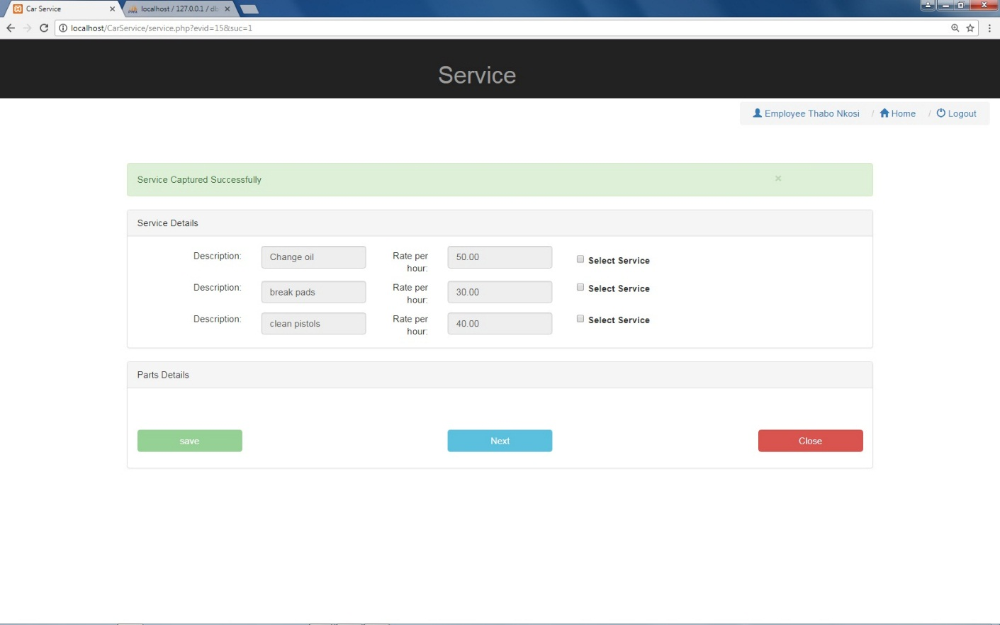 Car Service
localhost / 127.0.0.1 / db
localhost/CarService/service.php?evid=15&suc=1
Service
Employee Thabo Nkosi / Home / Logout
Service Captured Successfully ×
Service Details
Description: Change oil Rate per hour: 50.00 Select Service
Description: break pads Rate per hour: 30.00 Select Service
Description: clean pistols Rate per hour: 40.00 Select Service
Parts Details
save Next Close